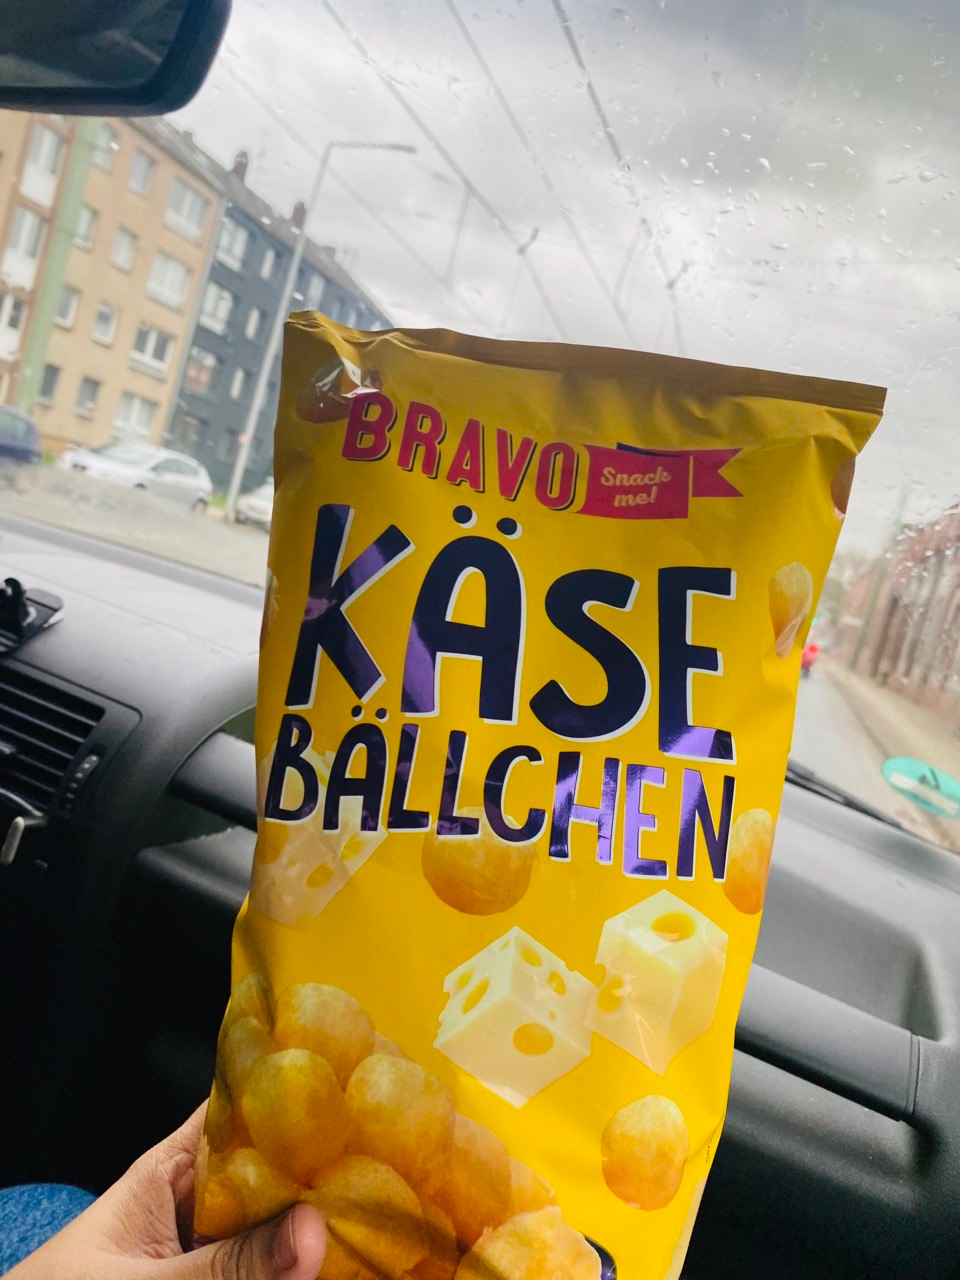 BRAVO
Snack
me!
KÄSE
BÄLLCHEN